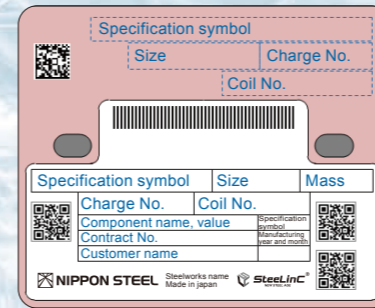 Specification symbol
Size Charge No.
Coil No.
Specification symbol Size Mass
Charge No. Coil No.
Component name, value Specification symbol
Contract No. Manufacturing year and month
Customer name
NIPPON STEEL Steelworks name Made in japan SteeLinC®